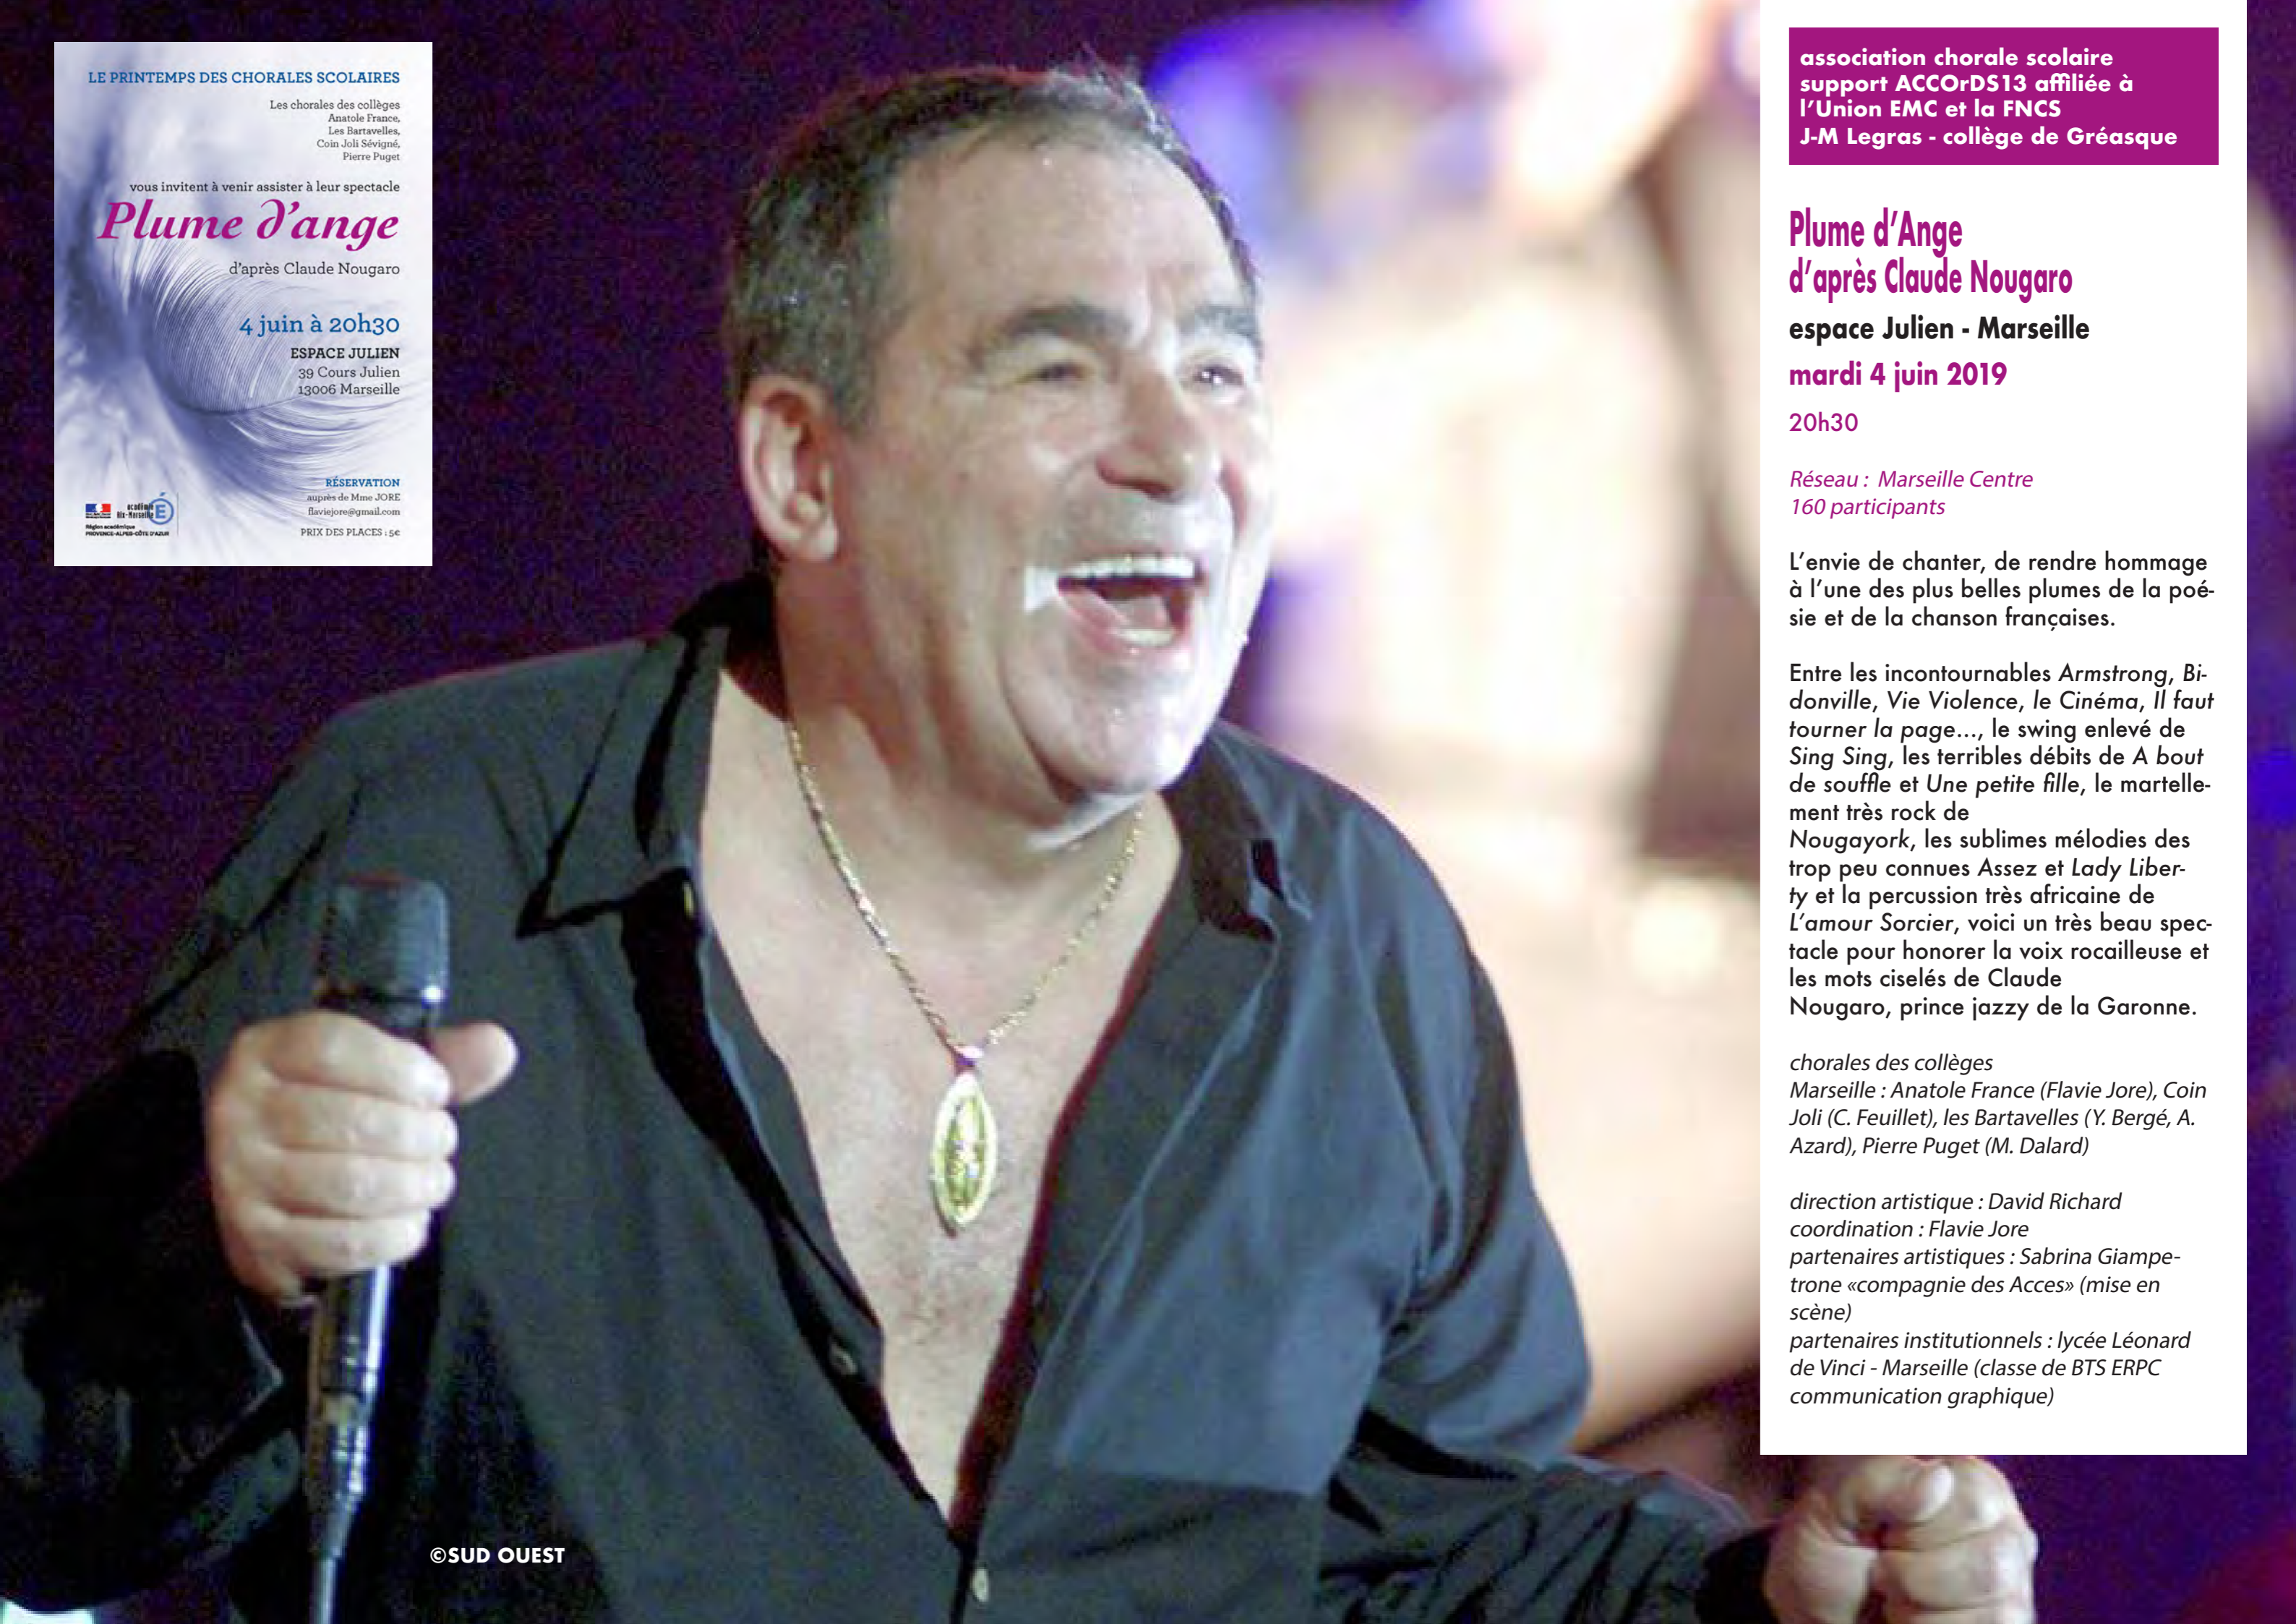 LE PRINTEMPS DES CHORALES SCOLAIRES
Les chorales des collèges
Anatole France,
Les Bartavelles,
Coin Joli Sévigné,
Pierre Puget
vous invitent à venir assister à leur spectacle
Plume d'ange
d'après Claude Nougaro
4 juin à 20h30
ESPACE JULIEN
39 Cours Julien
13006 Marseille
RÉSERVATION
auprès de Mme JORE
flaviejore@gmail.com
PRIX DES PLACES : 5€
académie
Aix-Marseille
Région académique
PROVENCE-ALPES-CÔTE D'AZUR
©SUD OUEST
association chorale scolaire
support ACCOrDS13 affiliée à
l'Union EMC et la FNCS
J-M Legras - collège de Gréasque
Plume d'Ange
d'après Claude Nougaro
espace Julien - Marseille
mardi 4 juin 2019
20h30
Réseau : Marseille Centre
160 participants
L'envie de chanter, de rendre hommage
à l'une des plus belles plumes de la poé-
sie et de la chanson françaises.
Entre les incontournables Armstrong, Bi-
donville, Vie Violence, le Cinéma, Il faut
tourner la page..., le swing enlevé de
Sing Sing, les terribles débits de A bout
de souffle et Une petite fille, le martelle-
ment très rock de
Nougayork, les sublimes mélodies des
trop peu connues Assez et Lady Liber-
ty et la percussion très africaine de
L'amour Sorcier, voici un très beau spec-
tacle pour honorer la voix rocailleuse et
les mots ciselés de Claude
Nougaro, prince jazzy de la Garonne.
chorales des collèges
Marseille : Anatole France (Flavie Jore), Coin
Joli (C. Feuillet), les Bartavelles (Y. Bergé, A.
Azard), Pierre Puget (M. Dalard)
direction artistique : David Richard
coordination : Flavie Jore
partenaires artistiques : Sabrina Giampe-
trone «compagnie des Acces» (mise en
scène)
partenaires institutionnels : lycée Léonard
de Vinci - Marseille (classe de BTS ERPC
communication graphique)